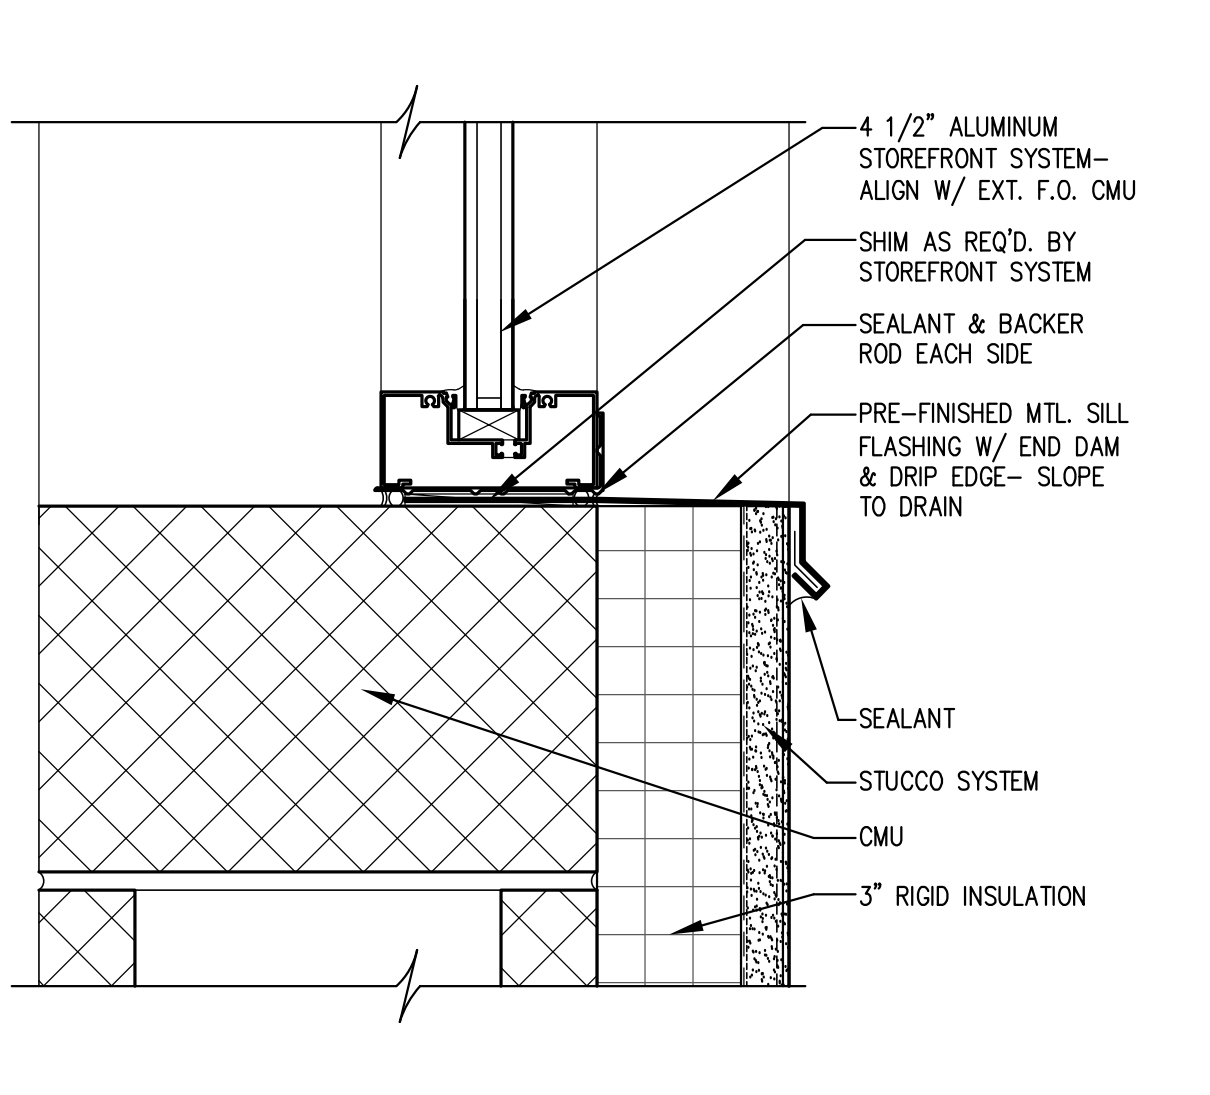 4 1/2” ALUMINUM
STOREFRONT SYSTEM–
ALIGN W/ EXT. F.O. CMU
SHIM AS REQ'D. BY
STOREFRONT SYSTEM
SEALANT & BACKER
ROD EACH SIDE
PRE–FINISHED MTL. SILL
FLASHING W/ END DAM
& DRIP EDGE– SLOPE
TO DRAIN
SEALANT
STUCCO SYSTEM
CMU
3” RIGID INSULATION